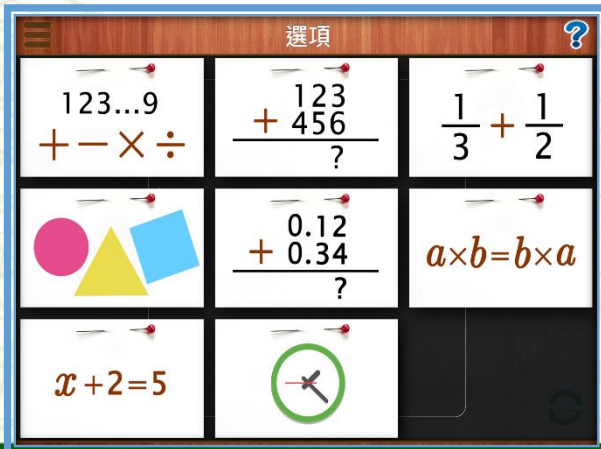 選項
?
123...9
+ − × ÷
123
+ 456
?
1/3 + 1/2
0.12
+ 0.34
?
a×b=b×a
x+2=5